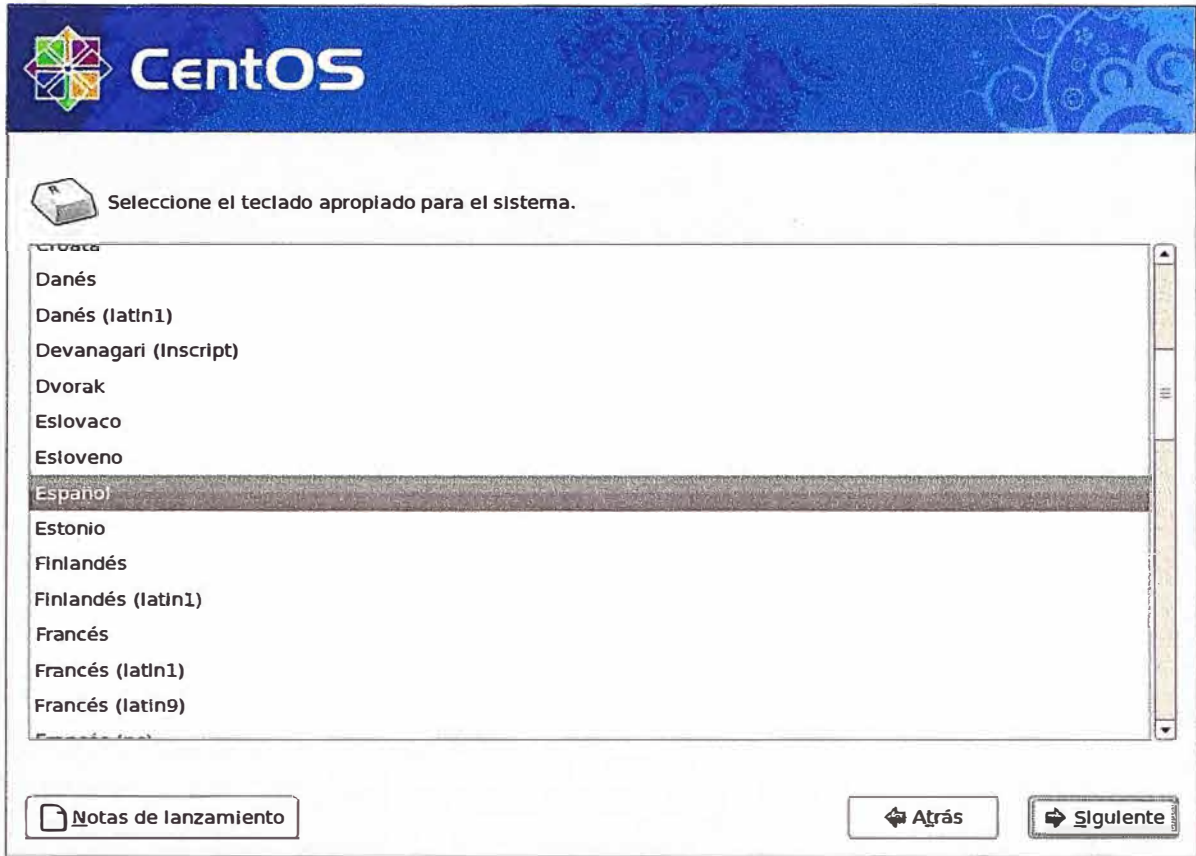 CentOS
R
Seleccione el teclado apropiado para el sistema.
Croata
Danés
Danés (latin1)
Devanagari (Inscript)
Dvorak
Eslovaco
Esloveno
Español
Estonio
Finlandés
Finlandés (latin1)
Francés
Francés (latin1)
Francés (latin9)
Notas de lanzamiento
Atrás
Siguiente